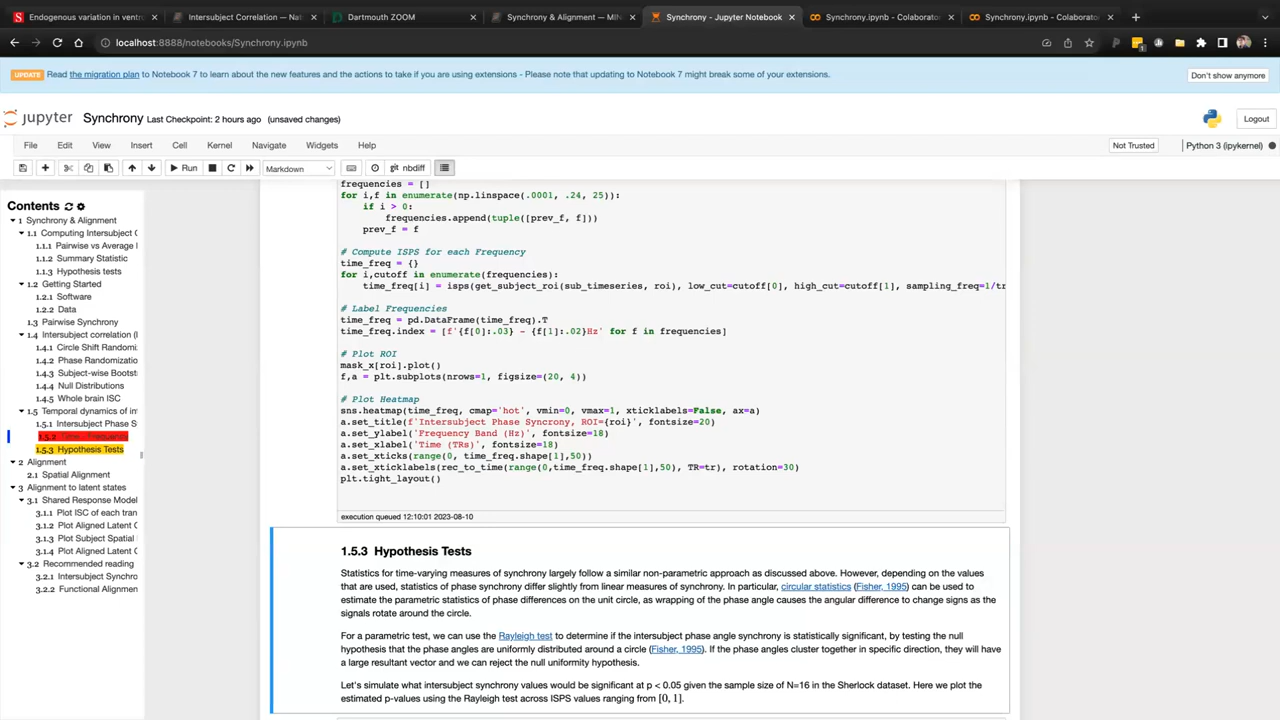 Endogenous variation in ventr
Intersubject Correlation — Nat
Dartmouth ZOOM
Synchrony & Alignment — MIN
Synchrony - Jupyter Notebook
Synchrony.ipynb - Colaborator
Synchrony.ipynb - Colaborator
localhost:8888/notebooks/Synchrony.ipynb
UPDATE Read the migration plan to Notebook 7 to learn about the new features and the actions to take if you are using extensions - Please note that updating to Notebook 7 might break some of your extensions.
Don't show anymore
jupyter Synchrony Last Checkpoint: 2 hours ago (unsaved changes)
Logout
File Edit View Insert Cell Kernel Navigate Widgets Help
Not Trusted Python 3 (ipykernel)
Run Markdown nbdiff
Contents
1 Synchrony & Alignment
1.1 Computing Intersubject C
1.1.1 Pairwise vs Average I
1.1.2 Summary Statistic
1.1.3 Hypothesis tests
1.2 Getting Started
1.2.1 Software
1.2.2 Data
1.3 Pairwise Synchrony
1.4 Intersubject correlation (I
1.4.1 Circle Shift Randomi
1.4.2 Phase Randomizatio
1.4.3 Subject-wise Bootst
1.4.4 Null Distributions
1.4.5 Whole brain ISC
1.5 Temporal dynamics of int
1.5.1 Intersubject Phase S
1.5.2 Time - Frequency
1.5.3 Hypothesis Tests
2 Alignment
2.1 Spatial Alignment
3 Alignment to latent states
3.1 Shared Response Model
3.1.1 Plot ISC of each tran
3.1.2 Plot Aligned Latent C
3.1.3 Plot Subject Spatial
3.1.4 Plot Aligned Latent C
3.2 Recommended reading
3.2.1 Intersubject Synchro
3.2.2 Functional Alignmen
frequencies = []
for i,f in enumerate(np.linspace(.0001, .24, 25)):
    if i > 0:
        frequencies.append(tuple([prev_f, f]))
    prev_f = f
# Compute ISPS for each Frequency
time_freq = {}
for i,cutoff in enumerate(frequencies):
    time_freq[i] = isps(get_subject_roi(sub_timeseries, roi), low_cut=cutoff[0], high_cut=cutoff[1], sampling_freq=1/tr
# Label Frequencies
time_freq = pd.DataFrame(time_freq).T
time_freq.index = [f'{f[0]:.03} - {f[1]:.02}Hz' for f in frequencies]
# Plot ROI
mask_x[roi].plot()
f,a = plt.subplots(nrows=1, figsize=(20, 4))
# Plot Heatmap
sns.heatmap(time_freq, cmap='hot', vmin=0, vmax=1, xticklabels=False, ax=a)
a.set_title(f'Intersubject Phase Syncrony, ROI={roi}', fontsize=20)
a.set_ylabel('Frequency Band (Hz)', fontsize=18)
a.set_xlabel('Time (TRs)', fontsize=18)
a.set_xticks(range(0, time_freq.shape[1],50))
a.set_xticklabels(rec_to_time(range(0,time_freq.shape[1],50), TR=tr), rotation=30)
plt.tight_layout()
execution queued 12:10:01 2023-08-10
1.5.3 Hypothesis Tests
Statistics for time-varying measures of synchrony largely follow a similar non-parametric approach as discussed above. However, depending on the values
that are used, statistics of phase synchrony differ slightly from linear measures of synchrony. In particular, circular statistics (Fisher, 1995) can be used to
estimate the parametric statistics of phase differences on the unit circle, as wrapping of the phase angle causes the angular difference to change signs as the
signals rotate around the circle.
For a parametric test, we can use the Rayleigh test to determine if the intersubject phase angle synchrony is statistically significant, by testing the null
hypothesis that the phase angles are uniformly distributed around a circle (Fisher, 1995). If the phase angles cluster together in specific direction, they will have
a large resultant vector and we can reject the null uniformity hypothesis.
Let's simulate what intersubject synchrony values would be significant at p < 0.05 given the sample size of N=16 in the Sherlock dataset. Here we plot the
estimated p-values using the Rayleigh test across ISPS values ranging from [0, 1].